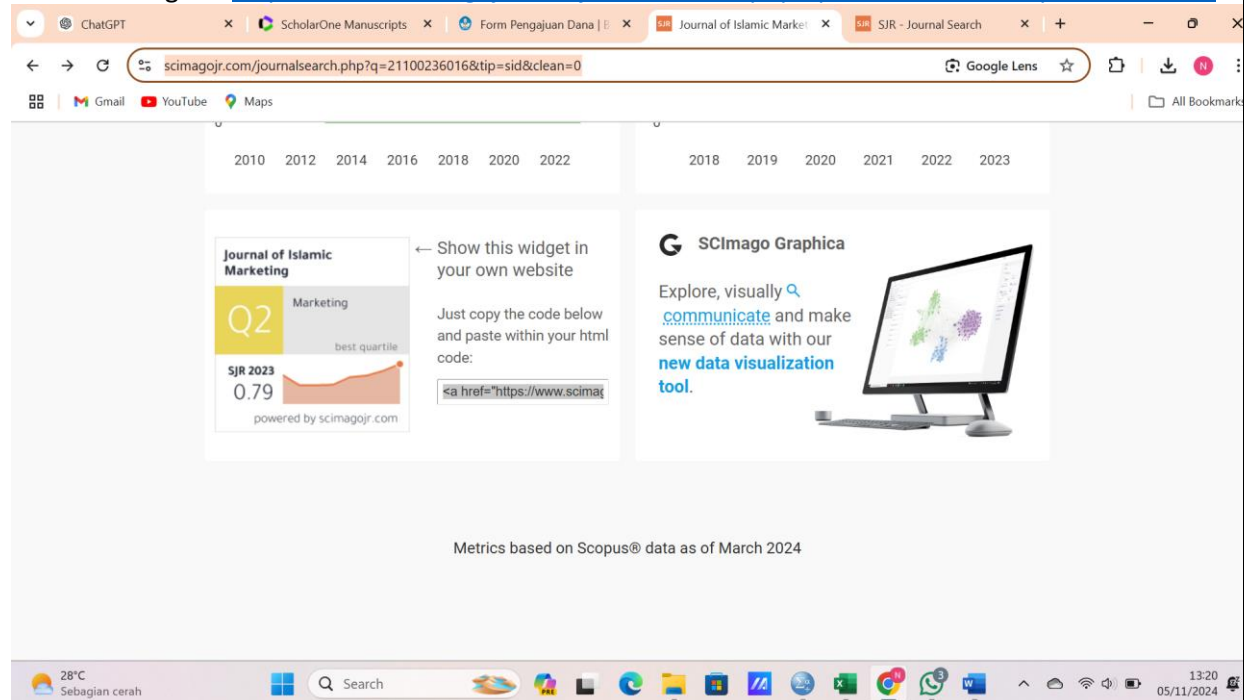 ChatGPT
ScholarOne Manuscripts
Form Pengajuan Dana | B
SJR Journal of Islamic Market
SJR SJR - Journal Search
scimagojr.com/journalsearch.php?q=21100236016&tip=sid&clean=0
Google Lens
N
Gmail YouTube Maps
All Bookmarks
2010 2012 2014 2016 2018 2020 2022
2018 2019 2020 2021 2022 2023
Journal of Islamic
Marketing
Q2
Marketing
best quartile
SJR 2023
0.79
powered by scimagojr.com
← Show this widget in
your own website
Just copy the code below
and paste within your html
code:
<a href="https://www.scimag
G SCImago Graphica
Explore, visually
communicate and make
sense of data with our
new data visualization
tool.
Metrics based on Scopus® data as of March 2024
28°C
Sebagian cerah
Search
PRE
N
3
13:20
05/11/2024